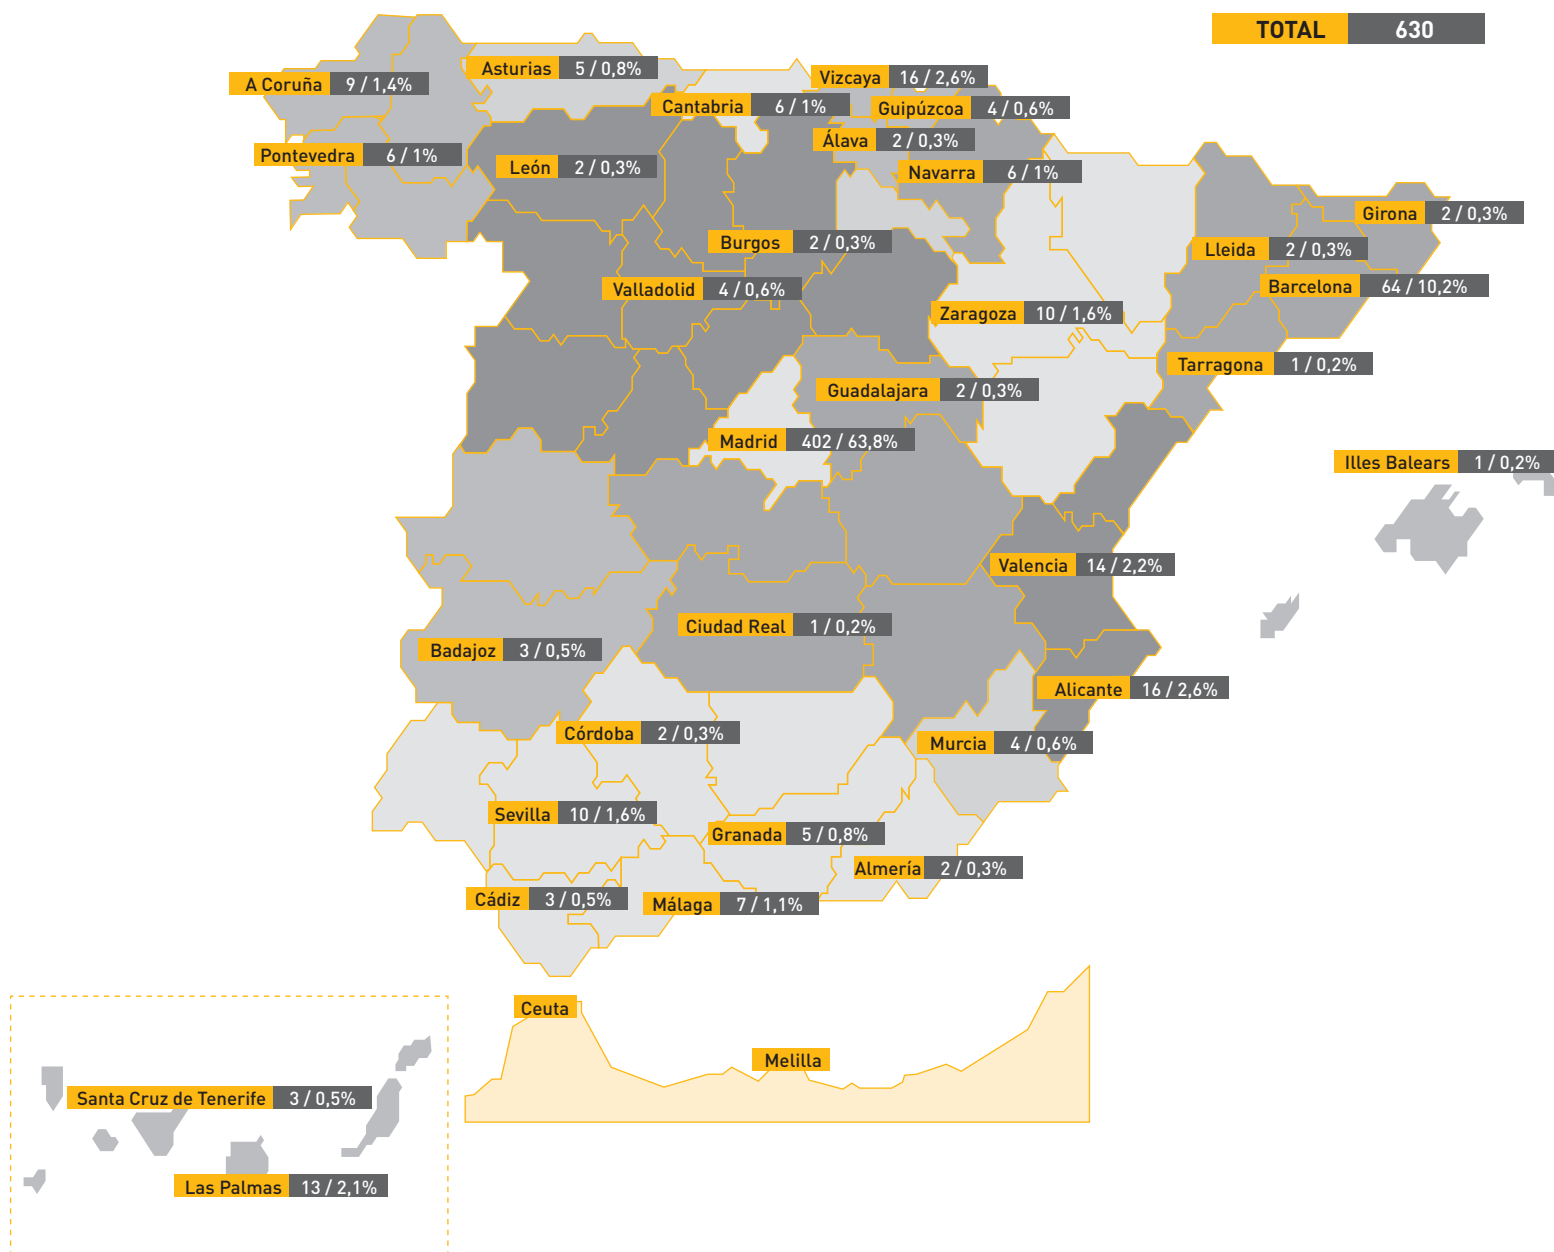 TOTAL 630
A Coruña 9 / 1,4%
Asturias 5 / 0,8%
Vizcaya 16 / 2,6%
Cantabria 6 / 1%
Guipúzcoa 4 / 0,6%
Álava 2 / 0,3%
Pontevedra 6 / 1%
León 2 / 0,3%
Navarra 6 / 1%
Girona 2 / 0,3%
Burgos 2 / 0,3%
Lleida 2 / 0,3%
Valladolid 4 / 0,6%
Barcelona 64 / 10,2%
Zaragoza 10 / 1,6%
Tarragona 1 / 0,2%
Guadalajara 2 / 0,3%
Madrid 402 / 63,8%
Illes Balears 1 / 0,2%
Valencia 14 / 2,2%
Ciudad Real 1 / 0,2%
Badajoz 3 / 0,5%
Alicante 16 / 2,6%
Córdoba 2 / 0,3%
Murcia 4 / 0,6%
Sevilla 10 / 1,6%
Granada 5 / 0,8%
Almería 2 / 0,3%
Cádiz 3 / 0,5%
Málaga 7 / 1,1%
Ceuta
Melilla
Santa Cruz de Tenerife 3 / 0,5%
Las Palmas 13 / 2,1%